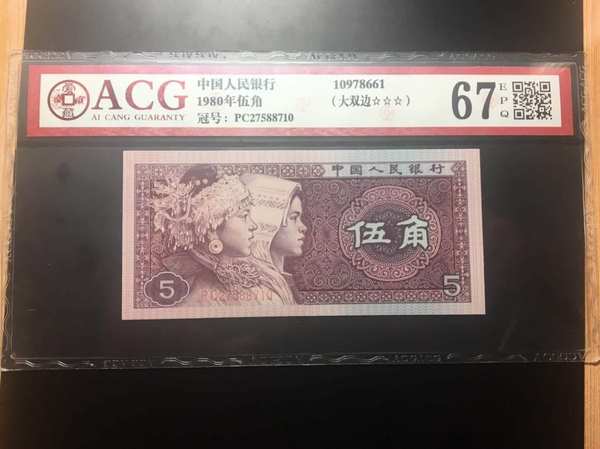 ACG
AI CANG GUARANTY
中国人民银行
1980年伍角
冠号: PC27588710
10978661
(大双边☆☆☆)
67
EPQ
中国人民银行
伍角
5
PC27588710
5